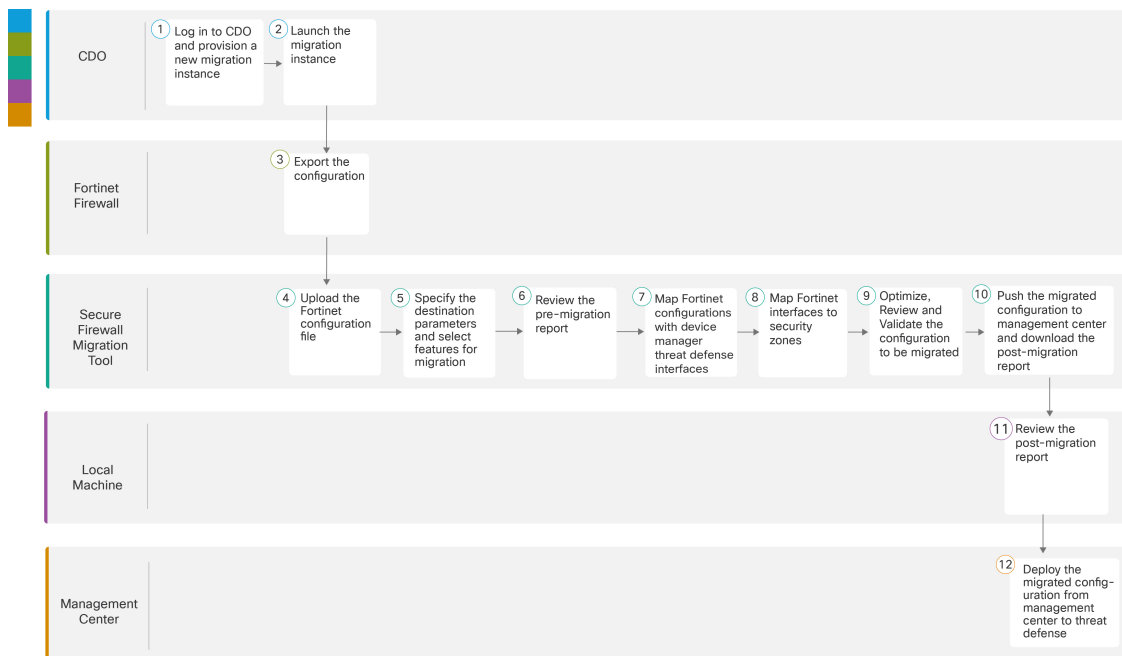 CDO
1
Log in to CDO
and provision a
new migration
instance
2
Launch the
migration
instance
Fortinet
Firewall
3
Export the
configuration
Secure
Firewall
Migration
Tool
4
Upload the
Fortinet
configuration
file
5
Specify the
destination
parameters
and select
features for
migration
6
Review the
pre-migration
report
7
Map Fortinet
configurations
with device
manager
threat defense
interfaces
8
Map Fortinet
interfaces to
security
zones
9
Optimize,
Review and
Validate the
configuration
to be migrated
10
Push the migrated
configuration to
management center
and download the
post-migration
report
Local
Machine
11
Review the
post-migration
report
Management
Center
12
Deploy the
migrated config-
uration from
management
center to threat
defense